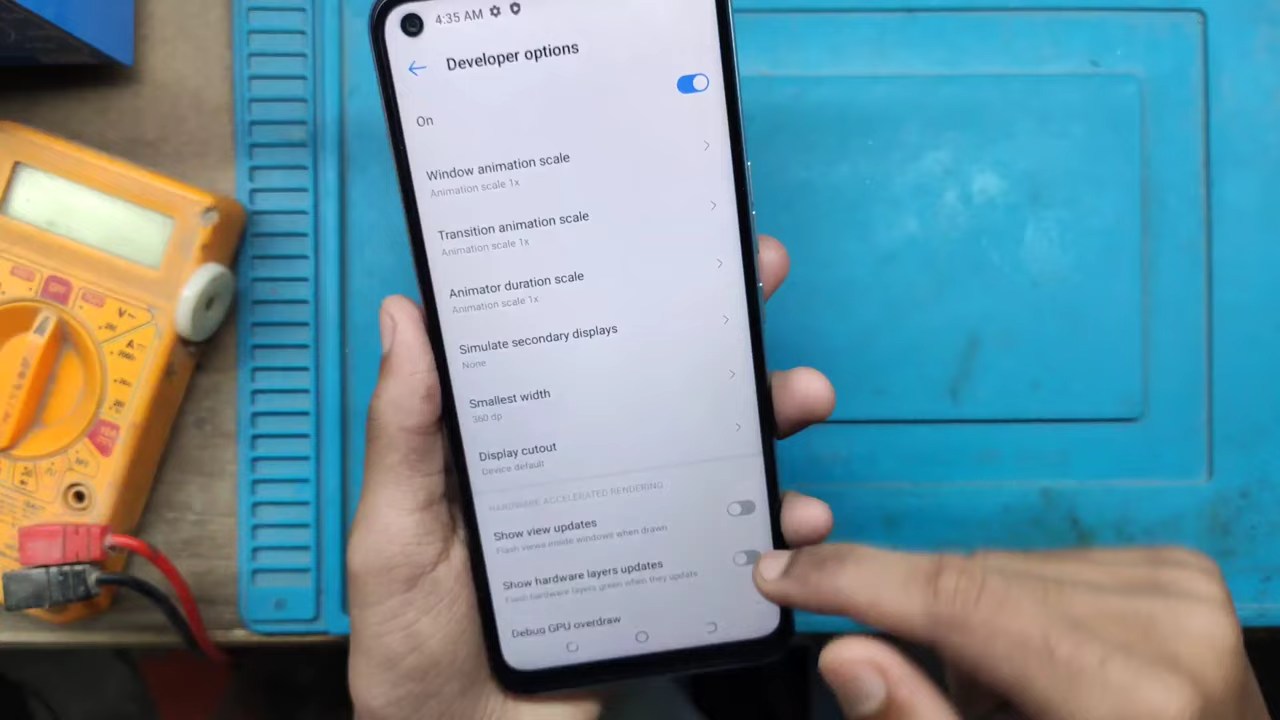 4:35 AM
Developer options
On
Window animation scale
Animation scale 1x
Transition animation scale
Animation scale 1x
Animator duration scale
Animation scale 1x
Simulate secondary displays
None
Smallest width
360 dp
Display cutout
Device default
HARDWARE ACCELERATED RENDERING
Show view updates
Flash views inside windows when drawn
Show hardware layers updates
Flash hardware layers green when they update
Debug GPU overdraw